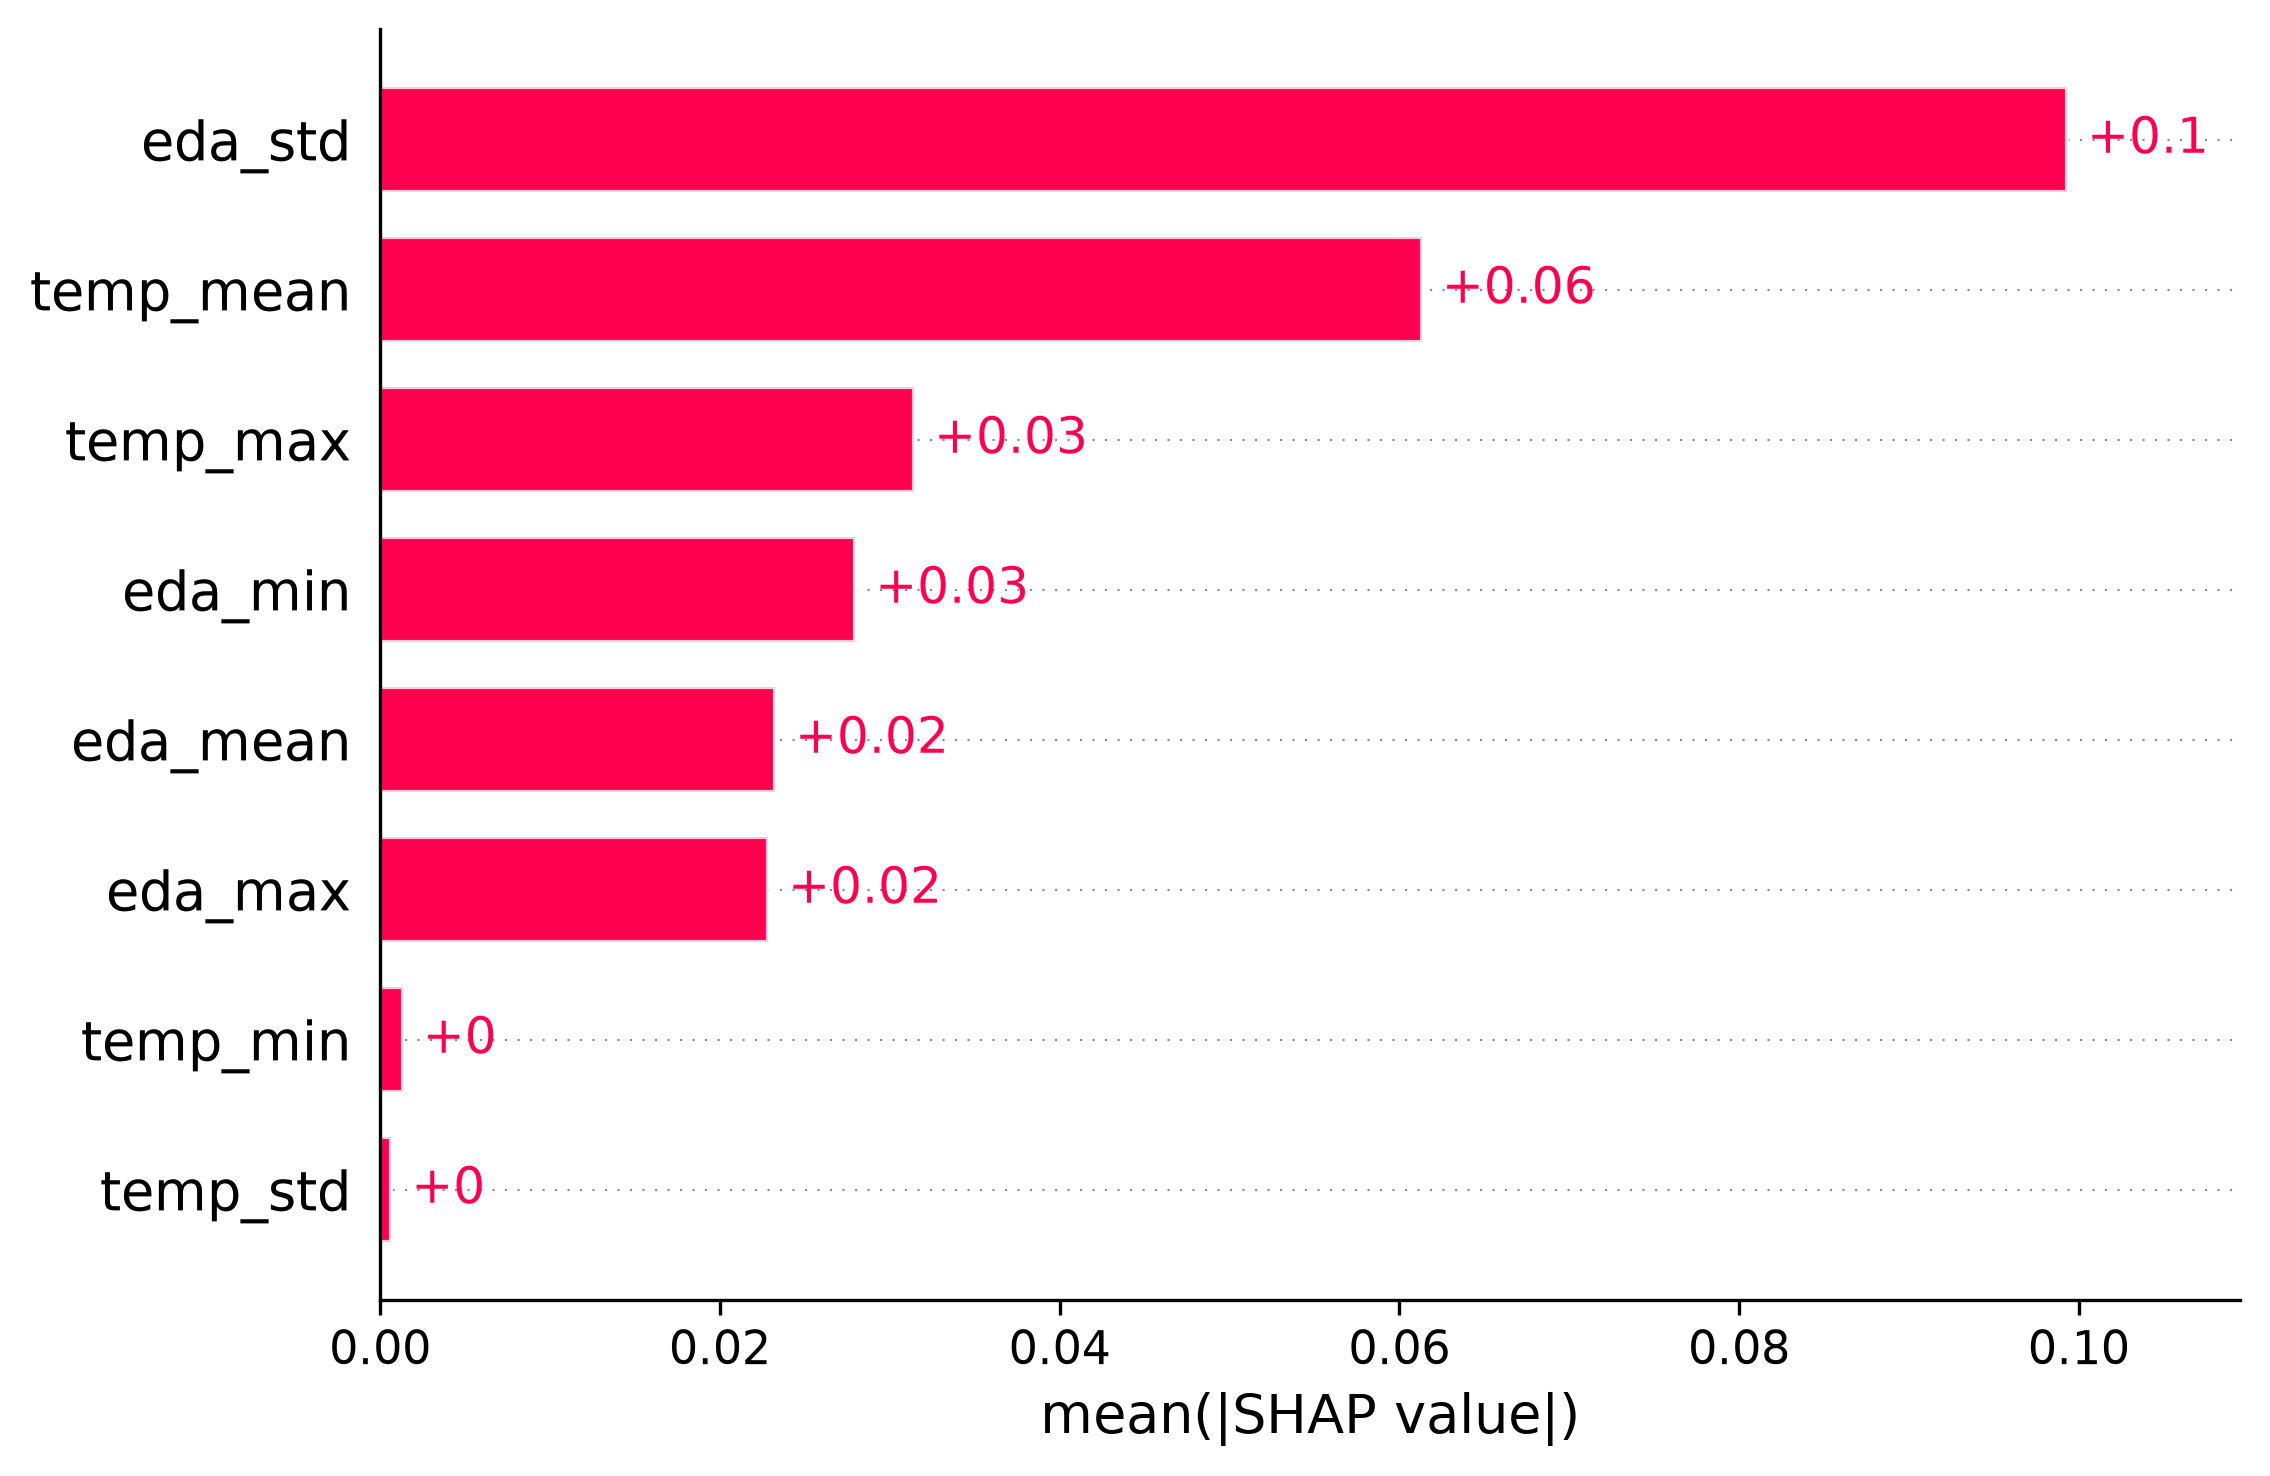 eda_std +0.1
temp_mean +0.06
temp_max +0.03
eda_min +0.03
eda_mean +0.02
eda_max +0.02
temp_min +0
temp_std +0
0.00 0.02 0.04 0.06 0.08 0.10
mean(|SHAP value|)